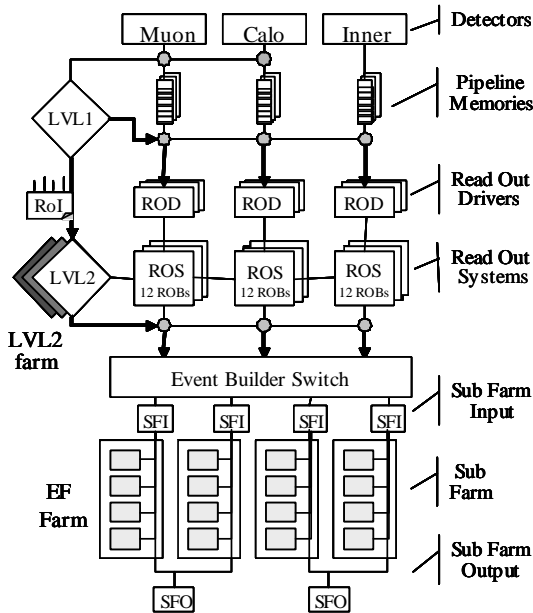 Muon Calo Inner Detectors
Pipeline
Memories
LVL1
RoI
ROD ROD ROD Read Out
Drivers
LVL2
ROS ROS ROS Read Out
12 ROBs 12 ROBs 12 ROBs Systems
LVL2
farm
Event Builder Switch
SFI SFI SFI SFI Sub Farm
Input
EF
Farm
Sub
Farm
Sub Farm
Output
SFO SFO